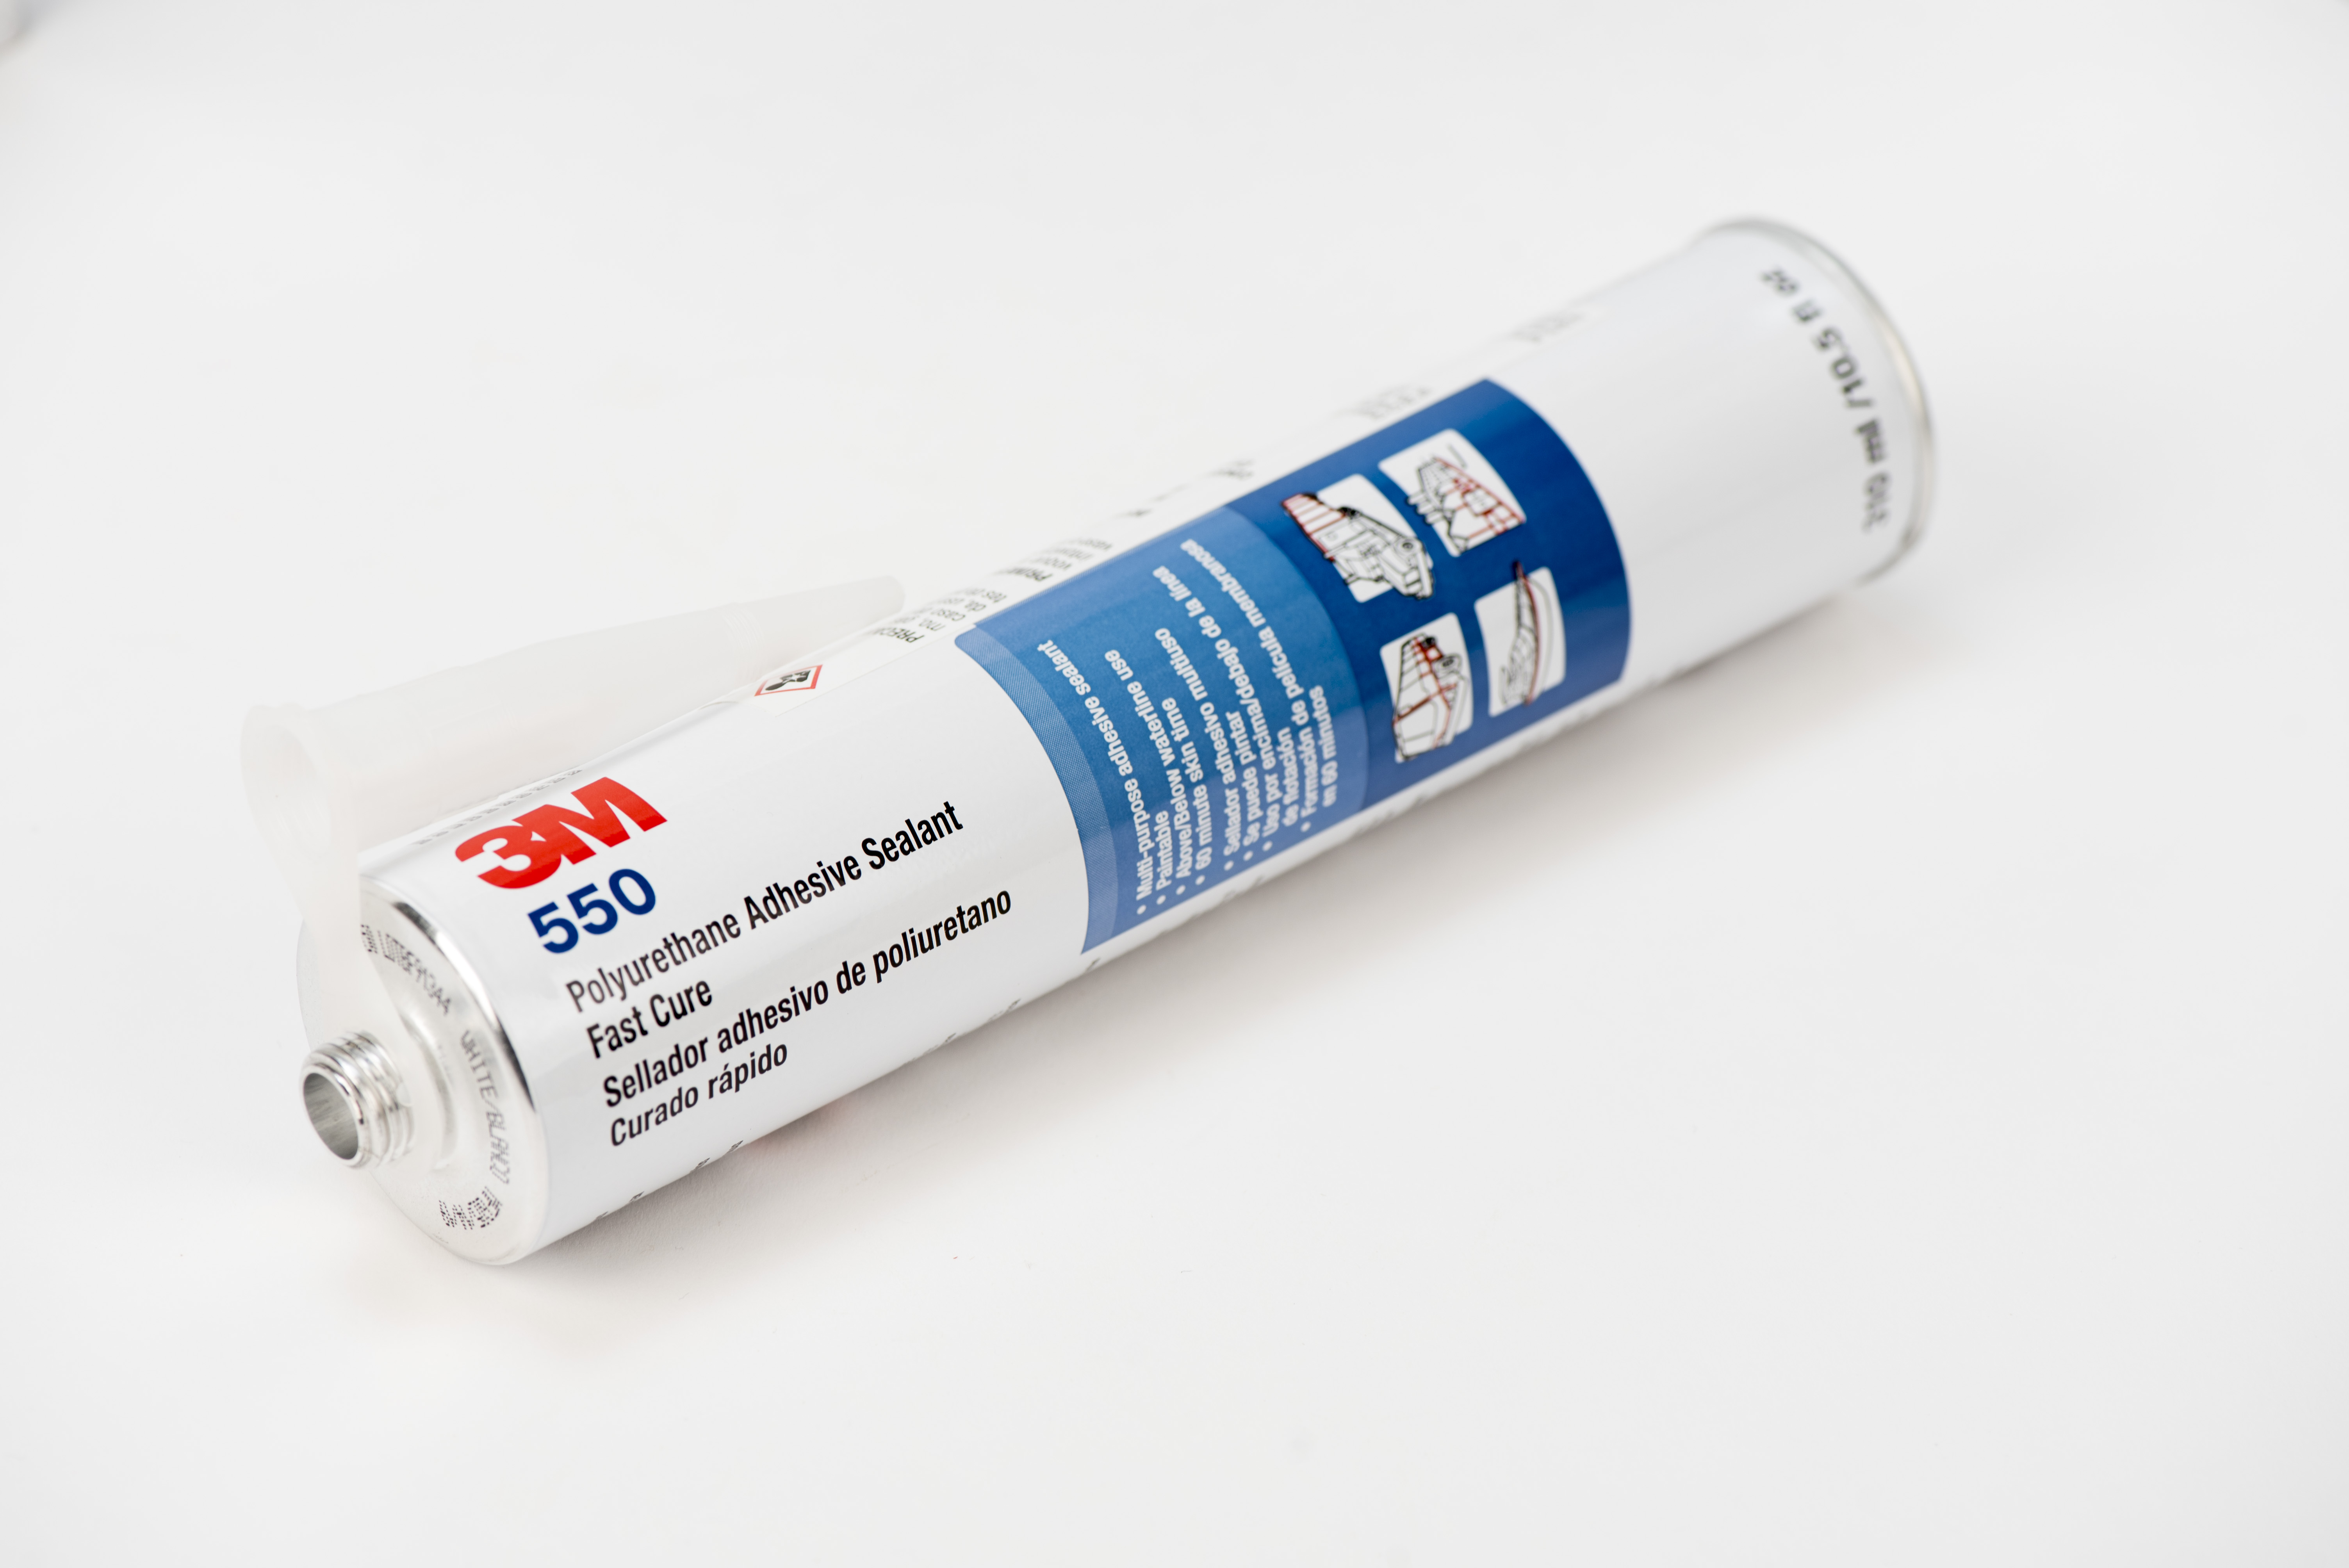 3M
550
Polyurethane Adhesive Sealant
Fast Cure
Sellador adhesivo de poliuretano
Curado rápido
• Multi-purpose adhesive sealant
• Paintable
• Above/Below waterline use
• 60 minute skin time
• Sellador adhesivo multiuso
• Se puede pintar
• Uso por encima/debajo de la línea
de flotación
• Formación de película membranosa
en 60 minutos
310 ml / 10.5 fl oz
WHITE/BLANCO